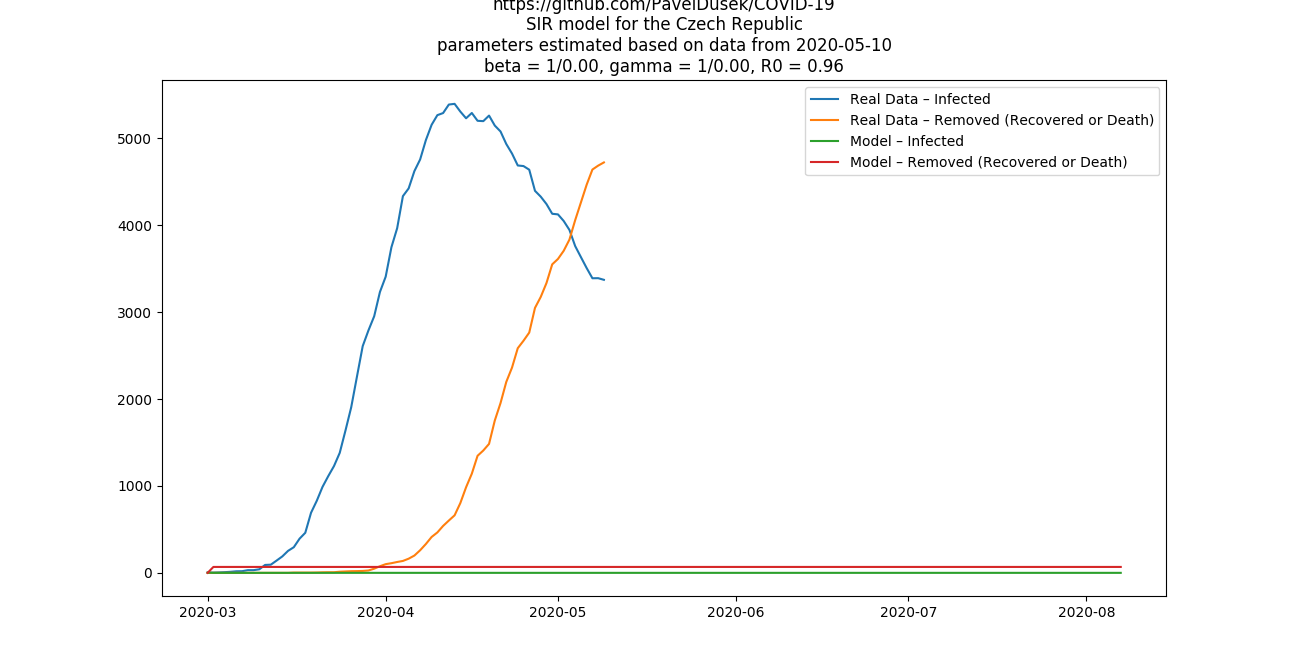 https://github.com/PavelDusek/COVID-19
SIR model for the Czech Republic
parameters estimated based on data from 2020-05-10
beta = 1/0.00, gamma = 1/0.00, R0 = 0.96
Real Data – Infected
Real Data – Removed (Recovered or Death)
Model – Infected
Model – Removed (Recovered or Death)
5000
4000
3000
2000
1000
0
2020-03 2020-04 2020-05 2020-06 2020-07 2020-08